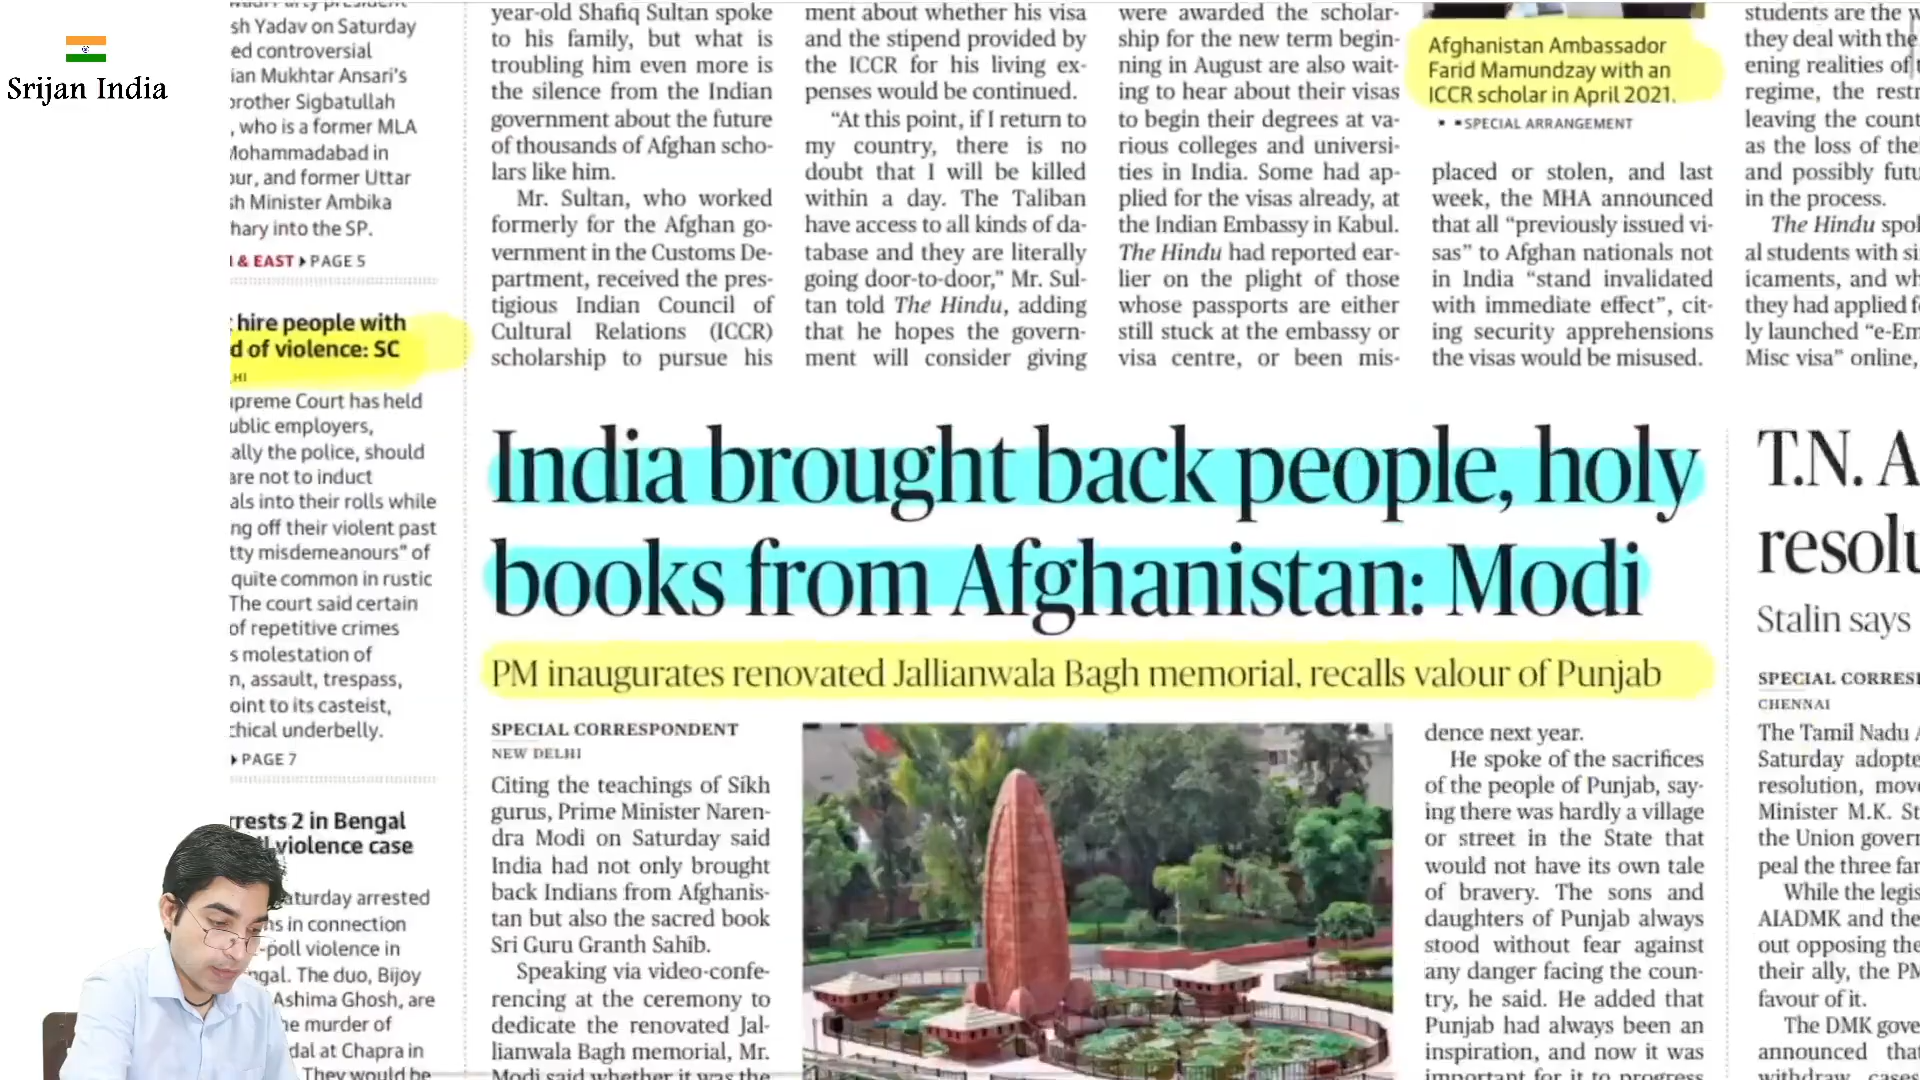 Srijan India
sh Yadav on Saturday
ed controversial
ian Mukhtar Ansari's
brother Sigbatullah
, who is a former MLA
Mohammadabad in
pur, and former Uttar
sh Minister Ambika
hary into the SP.
& EAST ▸ PAGE 5
hire people with
d of violence: SC
HI
preme Court has held
ublic employers,
ally the police, should
are not to induct
als into their rolls while
ng off their violent past
tty misdemeanours" of
quite common in rustic
The court said certain
of repetitive crimes
s molestation of
n, assault, trespass,
oint to its casteist,
chical underbelly.
▸ PAGE 7
rrests 2 in Bengal
violence case
aturday arrested
ns in connection
-poll violence in
ngal. The duo, Bijoy
Ashima Ghosh, are
he murder of
dal at Chapra in
They would be
year-old Shafiq Sultan spoke
to his family, but what is
troubling him even more is
the silence from the Indian
government about the future
of thousands of Afghan scho-
lars like him.
Mr. Sultan, who worked
formerly for the Afghan go-
vernment in the Customs De-
partment, received the pres-
tigious Indian Council of
Cultural Relations (ICCR)
scholarship to pursue his
ment about whether his visa
and the stipend provided by
the ICCR for his living ex-
penses would be continued.
"At this point, if I return to
my country, there is no
doubt that I will be killed
within a day. The Taliban
have access to all kinds of da-
tabase and they are literally
going door-to-door," Mr. Sul-
tan told The Hindu, adding
that he hopes the govern-
ment will consider giving
were awarded the scholar-
ship for the new term begin-
ning in August are also wait-
ing to hear about their visas
to begin their degrees at va-
rious colleges and universi-
ties in India. Some had ap-
plied for the visas already, at
the Indian Embassy in Kabul.
The Hindu had reported ear-
lier on the plight of those
whose passports are either
still stuck at the embassy or
visa centre, or been mis-
Afghanistan Ambassador
Farid Mamundzay with an
ICCR scholar in April 2021.
▪ ▪SPECIAL ARRANGEMENT
placed or stolen, and last
week, the MHA announced
that all "previously issued vi-
sas" to Afghan nationals not
in India "stand invalidated
with immediate effect", cit-
ing security apprehensions
the visas would be misused.
students are the w
they deal with the
ening realities of t
regime, the restr
leaving the count
as the loss of thei
and possibly futu
in the process.
The Hindu spok
al students with si
icaments, and wh
they had applied f
ly launched "e-Em
Misc visa" online,
India brought back people, holy
books from Afghanistan: Modi
PM inaugurates renovated Jallianwala Bagh memorial, recalls valour of Punjab
SPECIAL CORRESPONDENT
NEW DELHI
Citing the teachings of Sikh
gurus, Prime Minister Naren-
dra Modi on Saturday said
India had not only brought
back Indians from Afghanis-
tan but also the sacred book
Sri Guru Granth Sahib.
Speaking via video-confe-
rencing at the ceremony to
dedicate the renovated Jal-
lianwala Bagh memorial, Mr.
Modi said whether it was the
dence next year.
He spoke of the sacrifices
of the people of Punjab, say-
ing there was hardly a village
or street in the State that
would not have its own tale
of bravery. The sons and
daughters of Punjab always
stood without fear against
any danger facing the coun-
try, he said. He added that
Punjab had always been an
inspiration, and now it was
important for it to progress
T.N. A
resolu
Stalin says
SPECIAL CORRESP
CHENNAI
The Tamil Nadu A
Saturday adopte
resolution, move
Minister M.K. St
the Union govern
peal the three far
While the legis
AIADMK and the
out opposing the
their ally, the PM
favour of it.
The DMK gove
announced that
withdraw cases